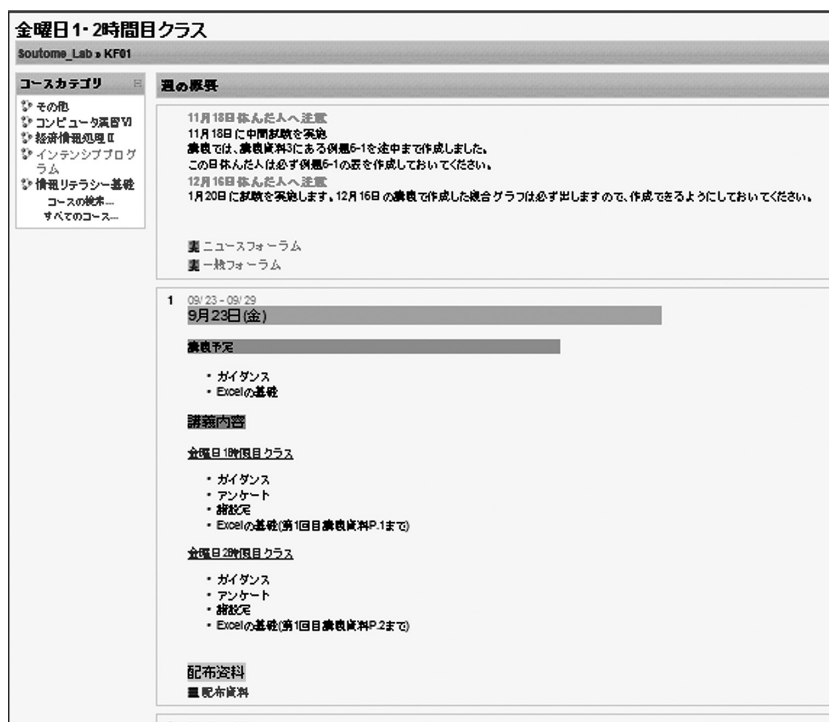 金曜日1・2時間目クラス
Soutome_Lab » KF01
コースカテゴリ
その他
コンピュータ演習Ⅵ
経済情報処理Ⅱ
インテンシブプログ
ラム
情報リテラシー基礎
コースの検索...
すべてのコース...
週の概要
11月18日休んだ人へ注意
11月18日に中間試験を実施
講義では、講義資料3にある例題6-1を途中まで作成しました。
この日休んだ人は必ず例題6-1の表を作成しておいてください。
12月16日休んだ人へ注意
1月20日に試験を実施します。12月16日の講義で作成した複合グラフは必ず出しますので、作成できるようにしておいてください。
ニュースフォーラム
一般フォーラム
1 09/23 - 09/29
9月23日(金)
講義予定
・ ガイダンス
・ Excelの基礎
講義内容
金曜日1時間目クラス
・ ガイダンス
・ アンケート
・ 諸設定
・ Excelの基礎(第1回目講義資料P.1まで)
金曜日2時間目クラス
・ ガイダンス
・ アンケート
・ 諸設定
・ Excelの基礎(第1回目講義資料P.2まで)
配布資料
配布資料